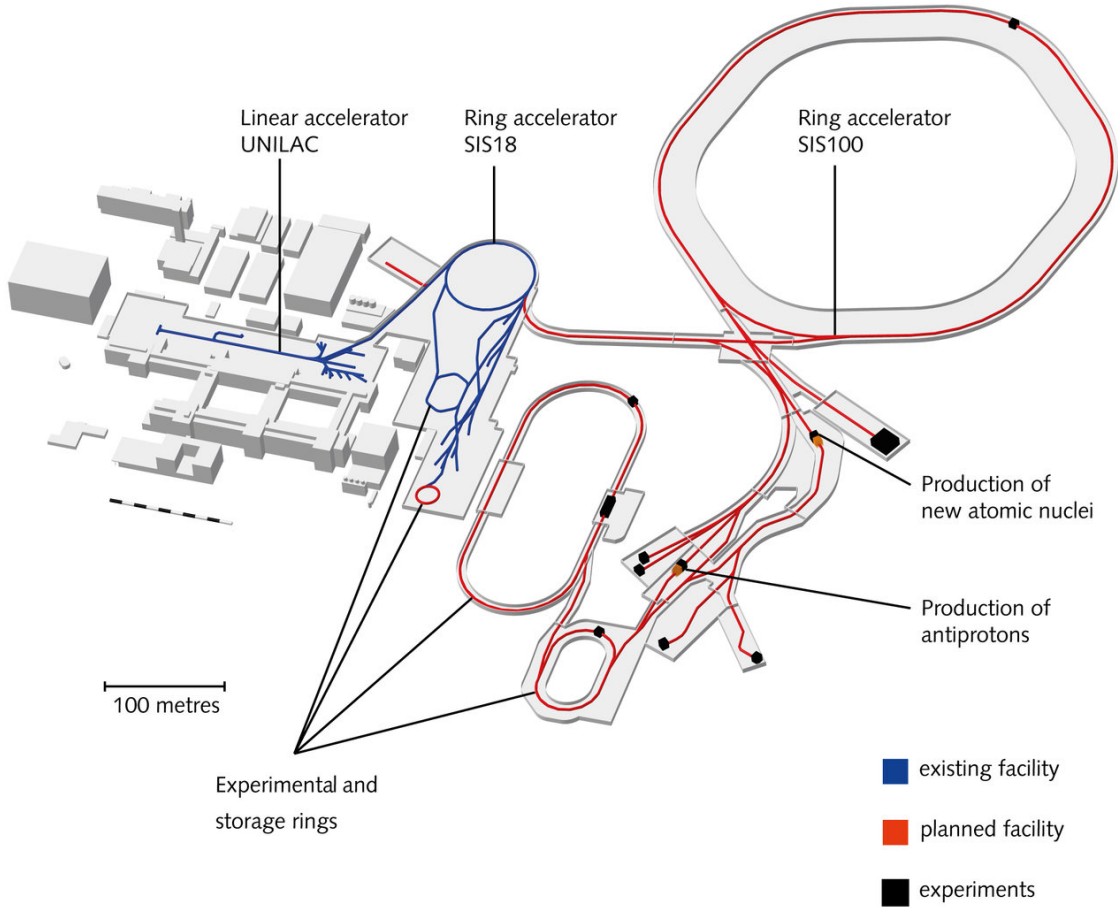 Linear accelerator
UNILAC
Ring accelerator
SIS18
Ring accelerator
SIS100
Production of
new atomic nuclei
Production of
antiprotons
100 metres
Experimental and
storage rings
existing facility
planned facility
experiments